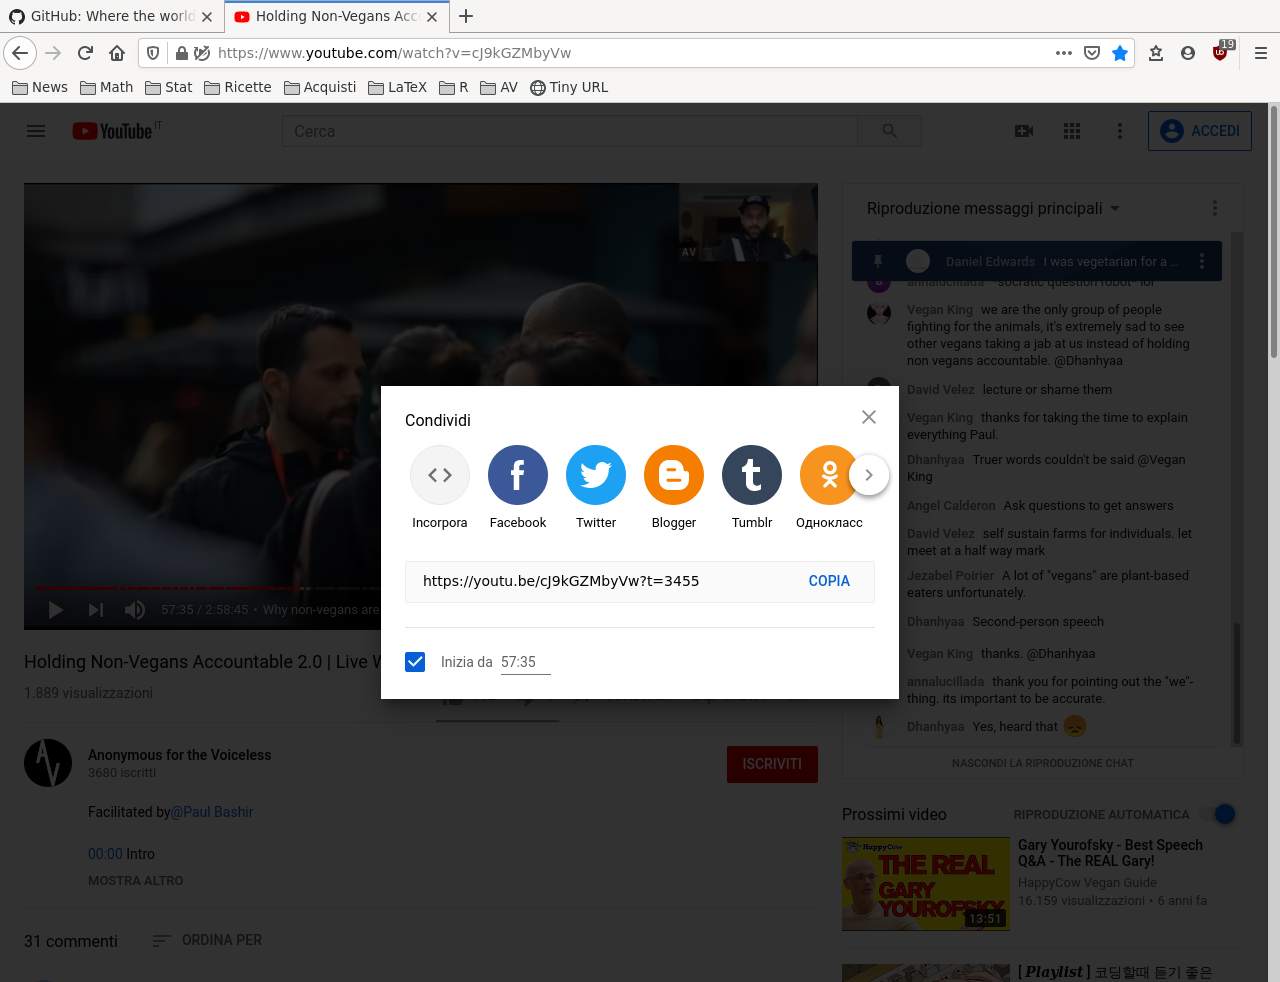 GitHub: Where the world
Holding Non-Vegans Acc
https://www.youtube.com/watch?v=cJ9kGZMbyVw
19
News Math Stat Ricette Acquisti LaTeX R AV Tiny URL
YouTube IT
Cerca
ACCEDI
AV
57:35 / 2:58:45 • Why non-vegans are
Holding Non-Vegans Accountable 2.0 | Live
1.889 visualizzazioni
Anonymous for the Voiceless
3680 iscritti
ISCRIVITI
Facilitated by@Paul Bashir
00:00 Intro
MOSTRA ALTRO
31 commenti
ORDINA PER
Condividi
Incorpora Facebook Twitter Blogger Tumblr Однокласс
https://youtu.be/cJ9kGZMbyVw?t=3455
COPIA
Inizia da 57:35
Riproduzione messaggi principali
Daniel Edwards I was vegetarian for a ...
annalucillada "socratic question robot" lol
Vegan King we are the only group of people
fighting for the animals, it's extremely sad to see
other vegans taking a jab at us instead of holding
non vegans accountable. @Dhanhyaa
David Velez lecture or shame them
Vegan King thanks for taking the time to explain
everything Paul.
Dhanhyaa Truer words couldn't be said @Vegan
King
Angel Calderon Ask questions to get answers
David Velez self sustain farms for individuals. let
meet at a half way mark
Jezabel Poirier A lot of "vegans" are plant-based
eaters unfortunately.
Dhanhyaa Second-person speech
Vegan King thanks. @Dhanhyaa
annalucillada thank you for pointing out the "we"-
thing. its important to be accurate.
Dhanhyaa Yes, heard that
NASCONDI LA RIPRODUZIONE CHAT
Prossimi video
RIPRODUZIONE AUTOMATICA
HappyCow
THE REAL
GARY
YOUROFSKY
13:51
Gary Yourofsky - Best Speech
Q&A - The REAL Gary!
HappyCow Vegan Guide
16.159 visualizzazioni • 6 anni fa
[Playlist] 코딩할때 듣기 좋은